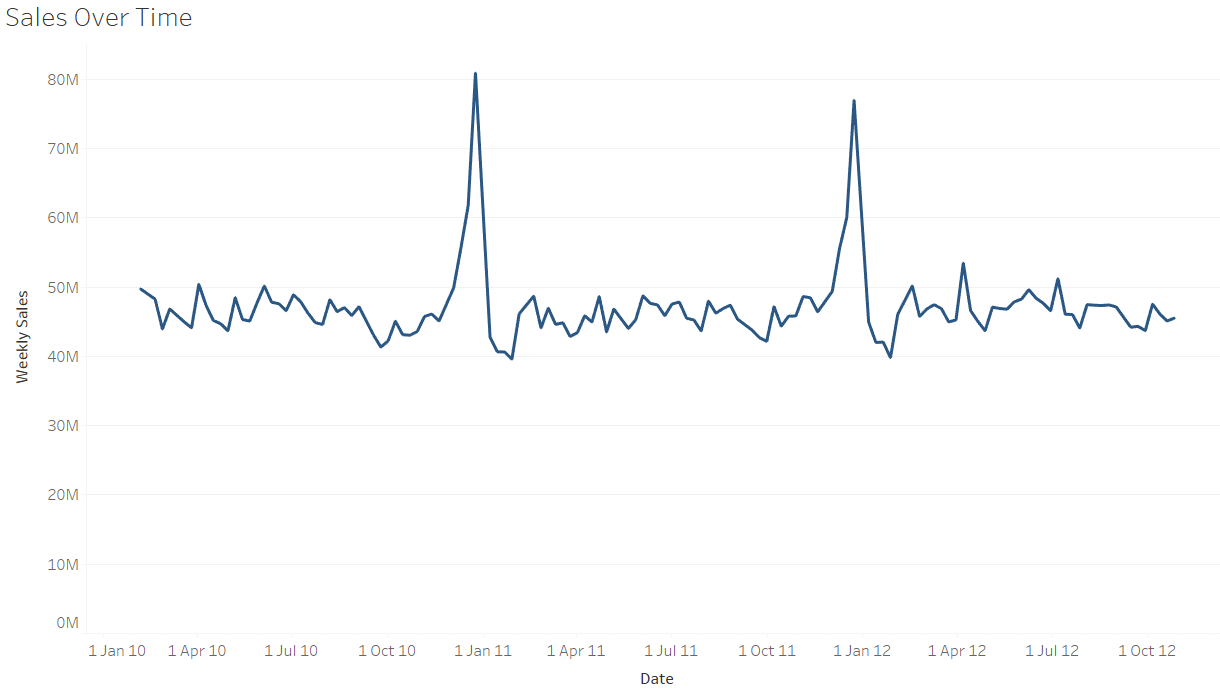 Sales Over Time
80M
70M
60M
50M
40M
30M
20M
10M
0M
Weekly Sales
1 Jan 10 1 Apr 10 1 Jul 10 1 Oct 10 1 Jan 11 1 Apr 11 1 Jul 11 1 Oct 11 1 Jan 12 1 Apr 12 1 Jul 12 1 Oct 12
Date